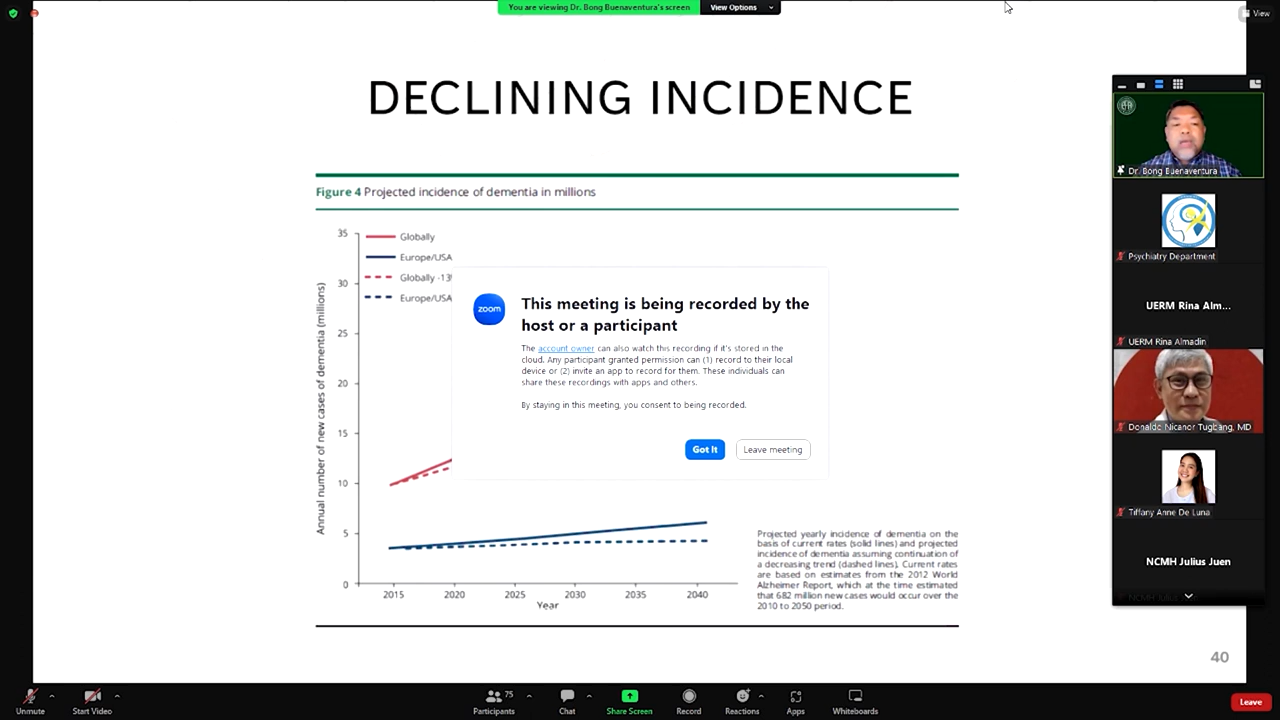 You are viewing Dr. Bong Buenaventura's screen
View Options
View
DECLINING INCIDENCE
Figure 4 Projected incidence of dementia in millions
35
30
25
20
15
10
5
0
Annual number of new cases of dementia (millions)
Globally
Europe/USA
Globally -13
Europe/USA
2015
2020
2025
2030
2035
2040
Year
zoom
This meeting is being recorded by the
host or a participant
The account owner can also watch this recording if it's stored in the
cloud. Any participant granted permission can (1) record to their local
device or (2) invite an app to record for them. These individuals can
share these recordings with apps and others.
By staying in this meeting, you consent to being recorded.
Got It
Leave meeting
Projected yearly incidence of dementia on the
basis of current rates (solid lines) and projected
incidence of dementia assuming continuation of
a decreasing trend (dashed lines). Current rates
are based on estimates from the 2012 World
Alzheimer Report, which at the time estimated
that 682 million new cases would occur over the
2010 to 2050 period.
40
Dr. Bong Buenaventura
Psychiatry Department
UERM Rina Alm...
UERM Rina Almadin
Donaldo Nicanor Tugbang, MD
Tiffany Anne De Luna
NCMH Julius Juen
Unmute
Start Video
Participants
75
Chat
Share Screen
Record
Reactions
Apps
Whiteboards
Leave